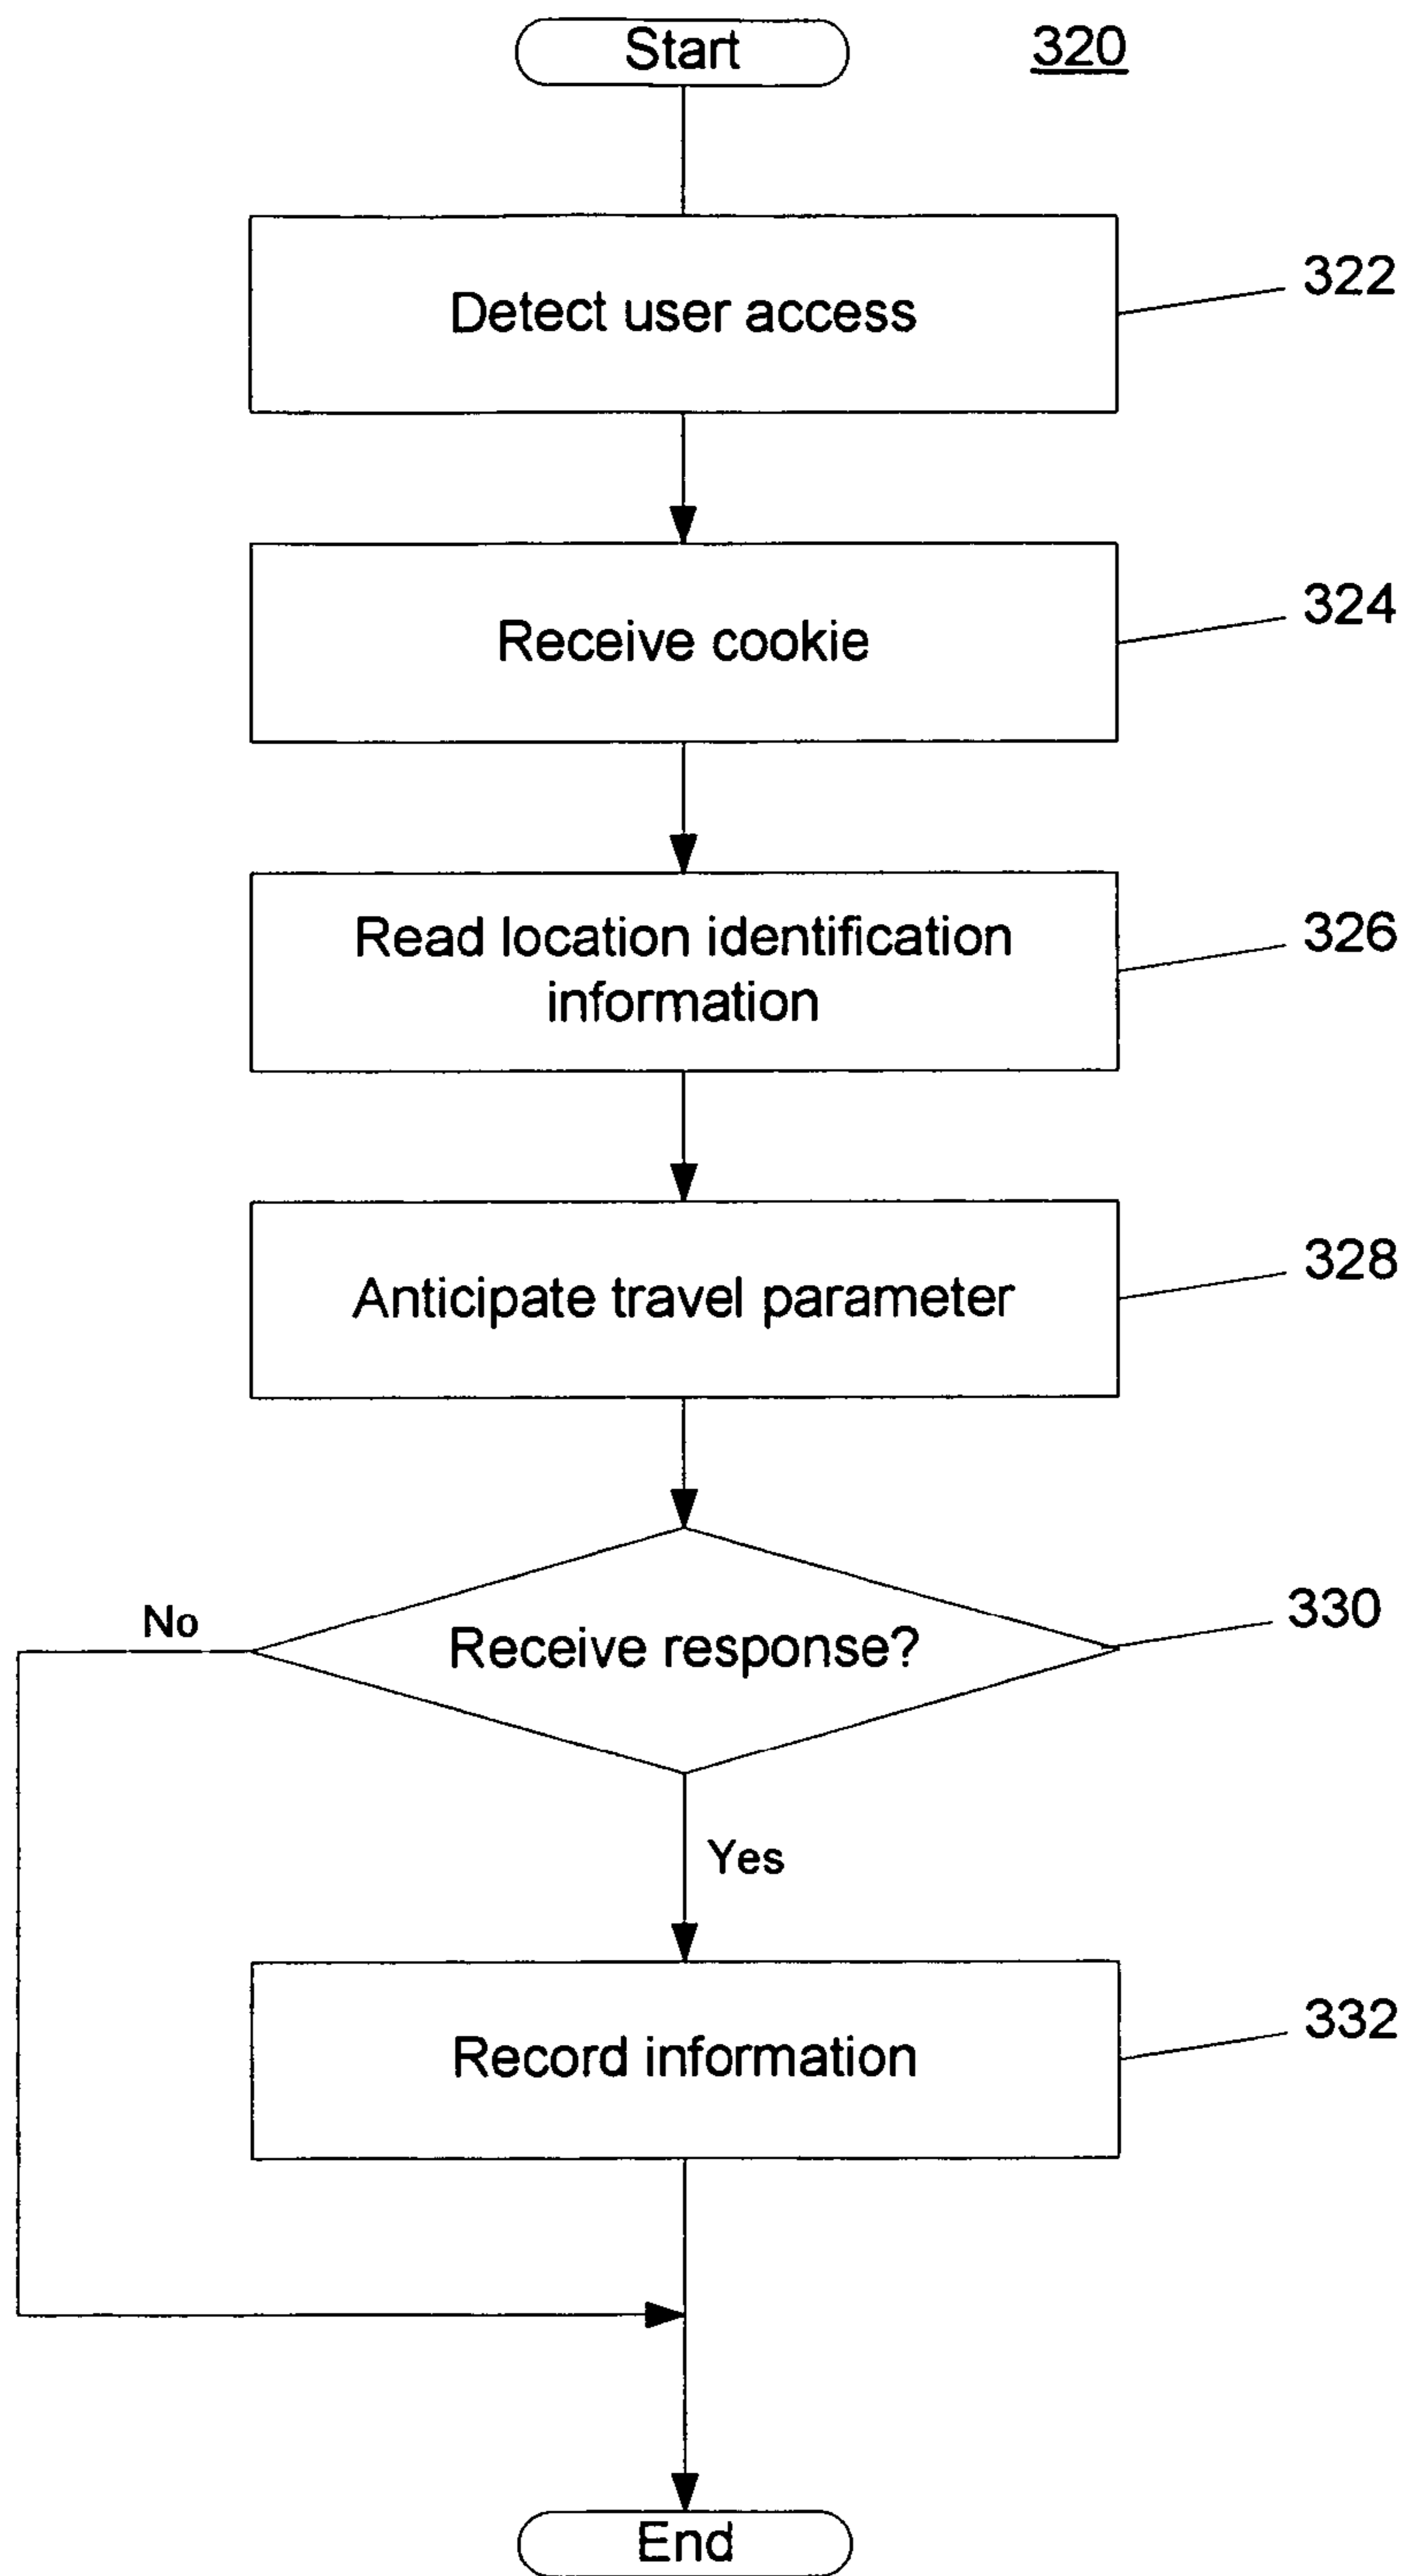 Start
320
Detect user access
322
Receive cookie
324
Read location identification
information
326
Anticipate travel parameter
328
No
Receive response?
330
Yes
Record information
332
End